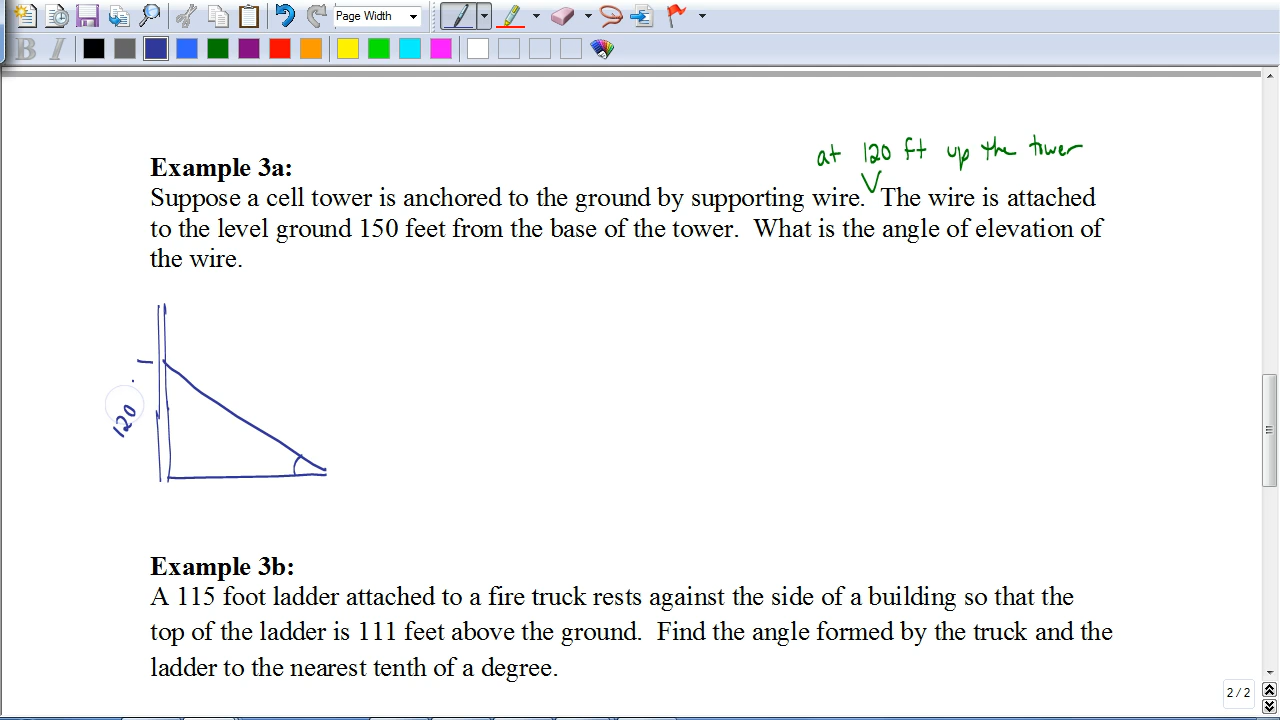 Page Width
B I
at 120 ft up the tower
Example 3a:
Suppose a cell tower is anchored to the ground by supporting wire. The wire is attached
to the level ground 150 feet from the base of the tower. What is the angle of elevation of
the wire.
120
Example 3b:
A 115 foot ladder attached to a fire truck rests against the side of a building so that the
top of the ladder is 111 feet above the ground. Find the angle formed by the truck and the
ladder to the nearest tenth of a degree.
2 / 2